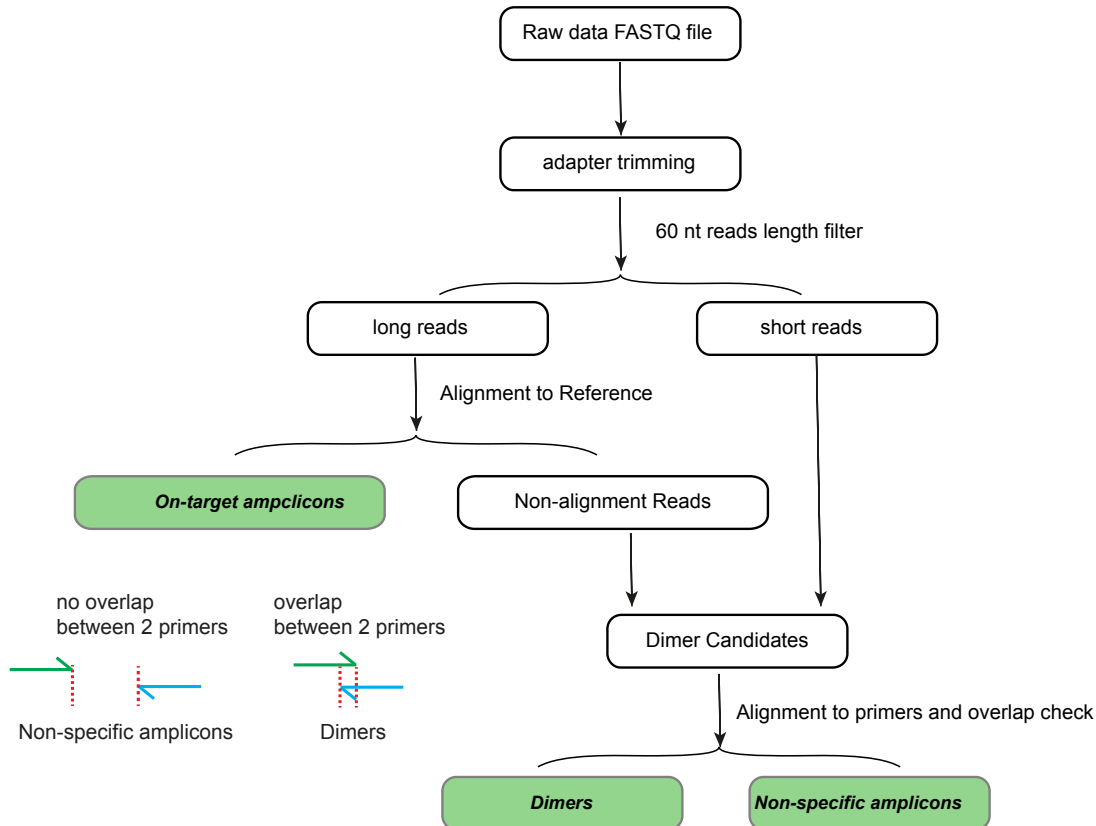 Raw data FASTQ file
adapter trimming
60 nt reads length filter
long reads
short reads
Alignment to Reference
On-target ampclicons
Non-alignment Reads
no overlap
between 2 primers
overlap
between 2 primers
Dimer Candidates
Non-specific amplicons
Dimers
Alignment to primers and overlap check
Dimers
Non-specific amplicons